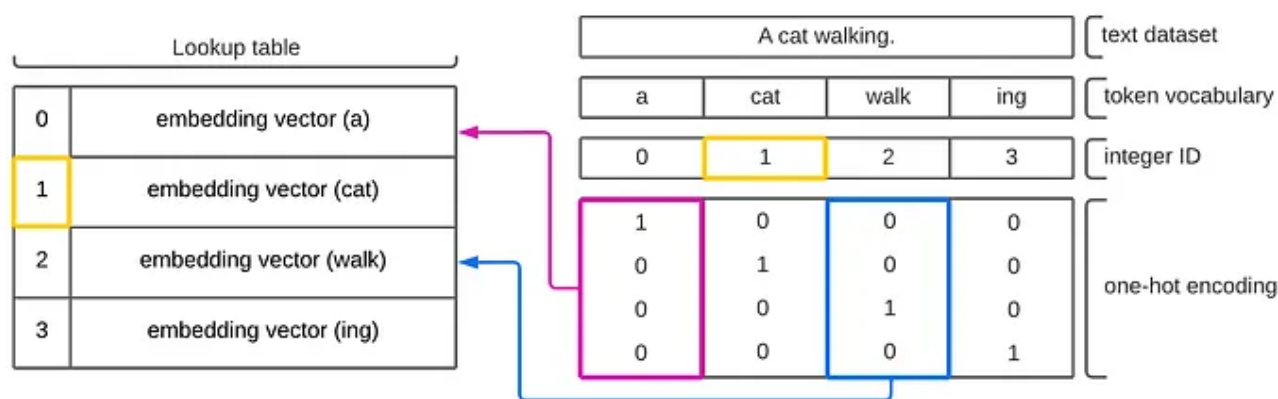 Lookup table
0 embedding vector (a)
1 embedding vector (cat)
2 embedding vector (walk)
3 embedding vector (ing)
A cat walking. text dataset
a cat walk ing token vocabulary
0 1 2 3 integer ID
1 0 0 0
0 1 0 0
one-hot encoding
0 0 1 0
0 0 0 1